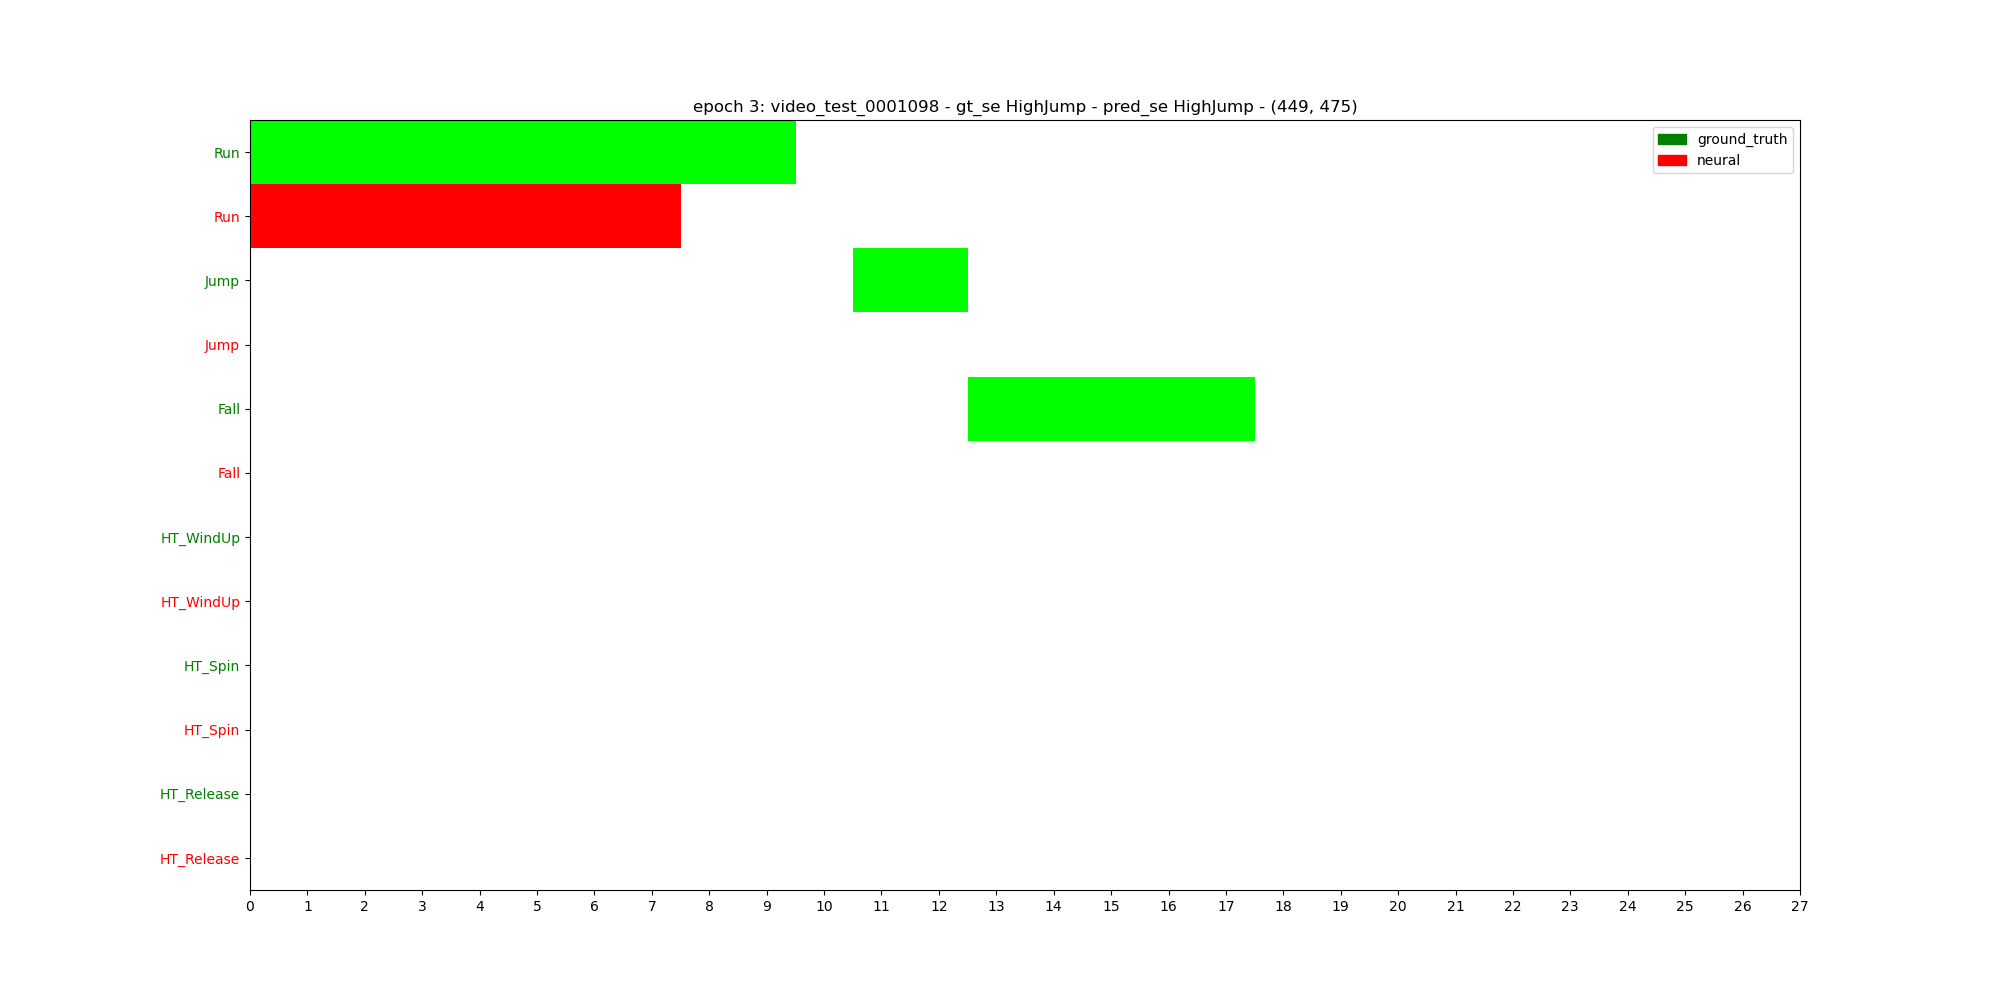 epoch 3: video_test_0001098 - gt_se HighJump - pred_se HighJump - (449, 475)
ground_truth
neural
Run
Run
Jump
Jump
Fall
Fall
HT_WindUp
HT_WindUp
HT_Spin
HT_Spin
HT_Release
HT_Release
0 1 2 3 4 5 6 7 8 9 10 11 12 13 14 15 16 17 18 19 20 21 22 23 24 25 26 27